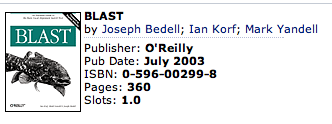 BLAST
BLAST
by Joseph Bedell; Ian Korf; Mark Yandell
Publisher: O'Reilly
Pub Date: July 2003
ISBN: 0-596-00299-8
Pages: 360
Slots: 1.0